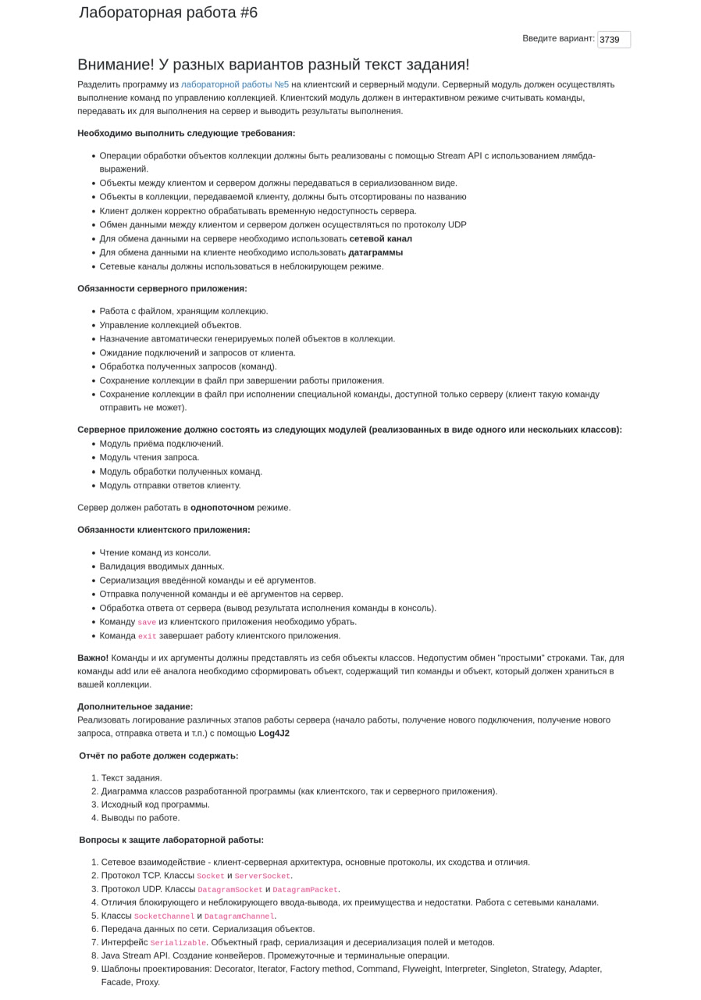 Лабораторная работа #6
Введите вариант: 3739
Внимание! У разных вариантов разный текст задания!
Разделить программу из лабораторной работы №5 на клиентский и серверный модули. Серверный модуль должен осуществлять
выполнение команд по управлению коллекцией. Клиентский модуль должен в интерактивном режиме считывать команды,
передавать их для выполнения на сервер и выводить результаты выполнения.
Необходимо выполнить следующие требования:
• Операции обработки объектов коллекции должны быть реализованы с помощью Stream API с использованием лямбда-
выражений.
• Объекты между клиентом и сервером должны передаваться в сериализованном виде.
• Объекты в коллекции, передаваемой клиенту, должны быть отсортированы по названию
• Клиент должен корректно обрабатывать временную недоступность сервера.
• Обмен данными между клиентом и сервером должен осуществляться по протоколу UDP
• Для обмена данными на сервере необходимо использовать сетевой канал
• Для обмена данными на клиенте необходимо использовать датаграммы
• Сетевые каналы должны использоваться в неблокирующем режиме.
Обязанности серверного приложения:
• Работа с файлом, хранящим коллекцию.
• Управление коллекцией объектов.
• Назначение автоматически генерируемых полей объектов в коллекции.
• Ожидание подключений и запросов от клиента.
• Обработка полученных запросов (команд).
• Сохранение коллекции в файл при завершении работы приложения.
• Сохранение коллекции в файл при исполнении специальной команды, доступной только серверу (клиент такую команду
отправить не может).
Серверное приложение должно состоять из следующих модулей (реализованных в виде одного или нескольких классов):
• Модуль приёма подключений.
• Модуль чтения запроса.
• Модуль обработки полученных команд.
• Модуль отправки ответов клиенту.
Сервер должен работать в однопоточном режиме.
Обязанности клиентского приложения:
• Чтение команд из консоли.
• Валидация вводимых данных.
• Сериализация введённой команды и её аргументов.
• Отправка полученной команды и её аргументов на сервер.
• Обработка ответа от сервера (вывод результата исполнения команды в консоль).
• Команду save из клиентского приложения необходимо убрать.
• Команда exit завершает работу клиентского приложения.
Важно! Команды и их аргументы должны представлять из себя объекты классов. Недопустим обмен "простыми" строками. Так, для
команды add или её аналога необходимо сформировать объект, содержащий тип команды и объект, который должен храниться в
вашей коллекции.
Дополнительное задание:
Реализовать логирование различных этапов работы сервера (начало работы, получение нового подключения, получение нового
запроса, отправка ответа и т.п.) с помощью Log4J2
Отчёт по работе должен содержать:
1. Текст задания.
2. Диаграмма классов разработанной программы (как клиентского, так и серверного приложения).
3. Исходный код программы.
4. Выводы по работе.
Вопросы к защите лабораторной работы:
1. Сетевое взаимодействие - клиент-серверная архитектура, основные протоколы, их сходства и отличия.
2. Протокол TCP. Классы Socket и ServerSocket.
3. Протокол UDP. Классы DatagramSocket и DatagramPacket.
4. Отличия блокирующего и неблокирующего ввода-вывода, их преимущества и недостатки. Работа с сетевыми каналами.
5. Классы SocketChannel и DatagramChannel.
6. Передача данных по сети. Сериализация объектов.
7. Интерфейс Serializable. Объектный граф, сериализация и десериализация полей и методов.
8. Java Stream API. Создание конвейеров. Промежуточные и терминальные операции.
9. Шаблоны проектирования: Decorator, Iterator, Factory method, Command, Flyweight, Interpreter, Singleton, Strategy, Adapter,
Facade, Proxy.